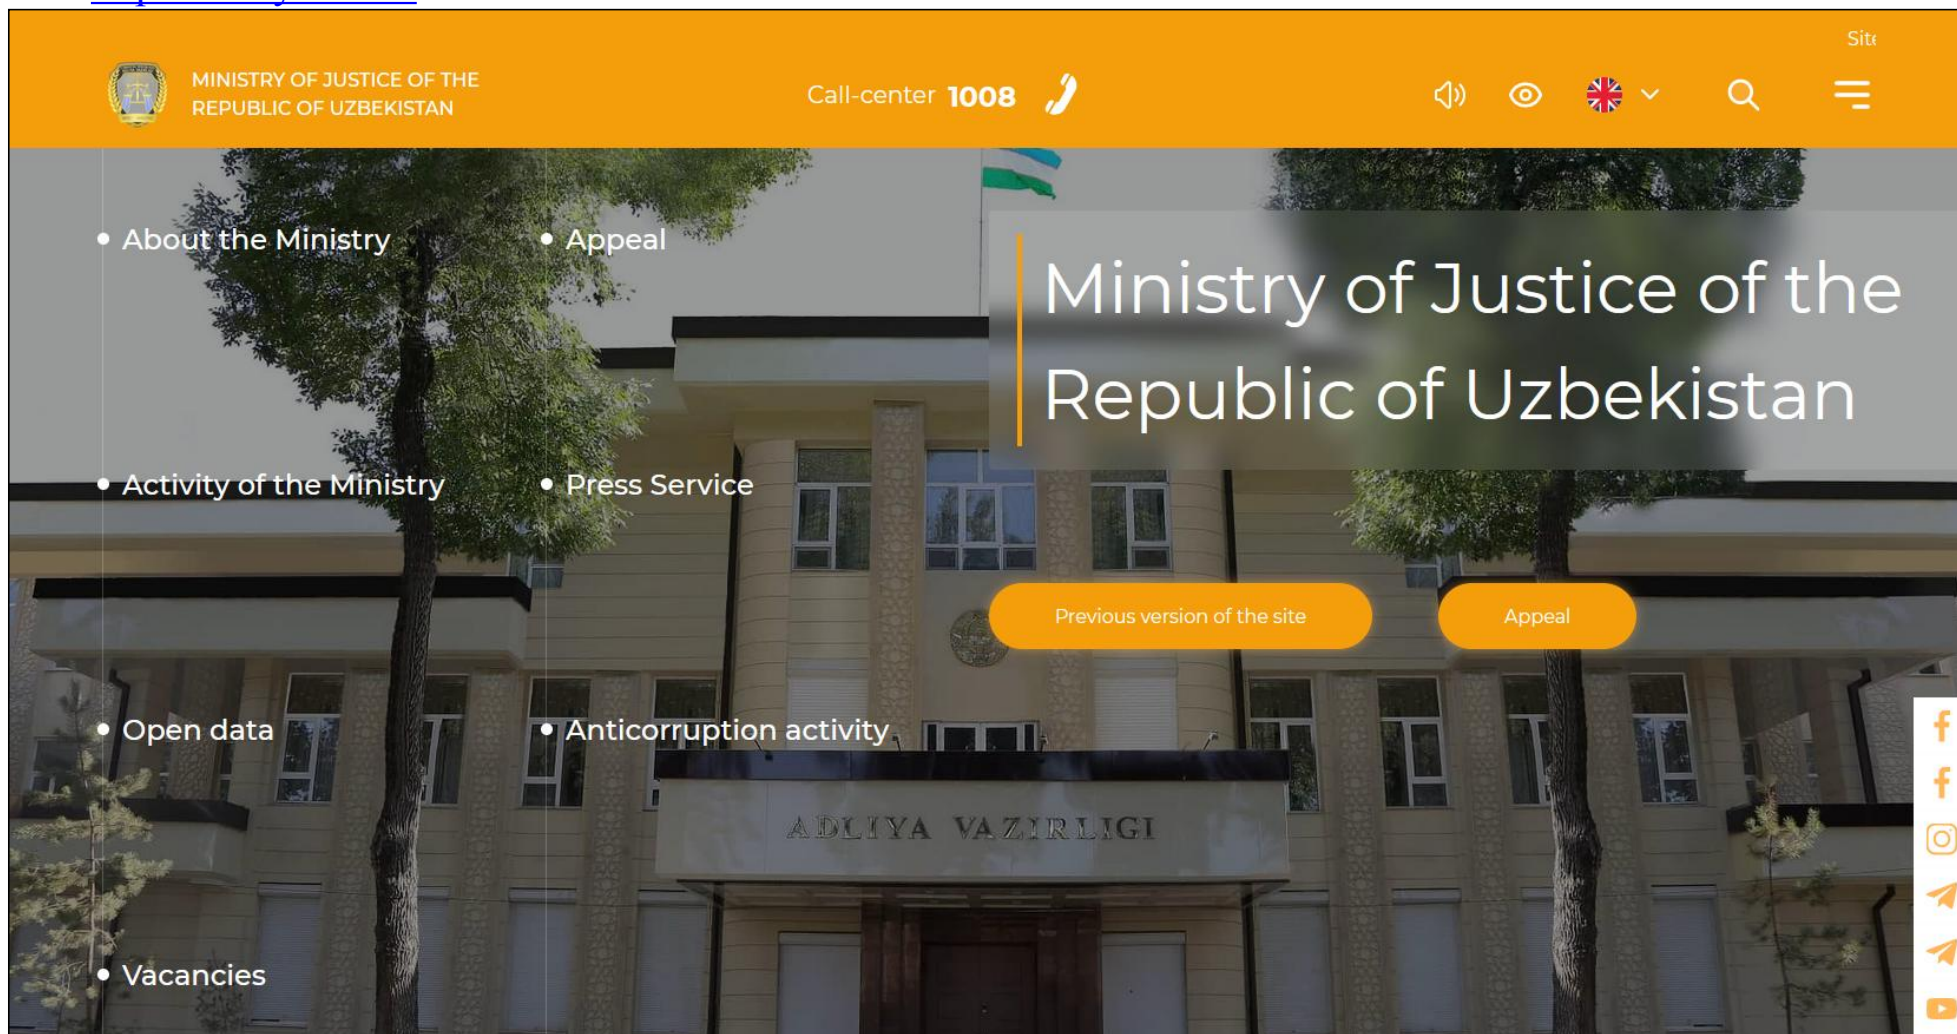 MINISTRY OF JUSTICE OF THE
REPUBLIC OF UZBEKISTAN
Call-center 1008
Site
About the Ministry
Appeal
Ministry of Justice of the
Republic of Uzbekistan
Activity of the Ministry
Press Service
Previous version of the site
Appeal
Open data
Anticorruption activity
ADLIYA VAZIRLIGI
Vacancies